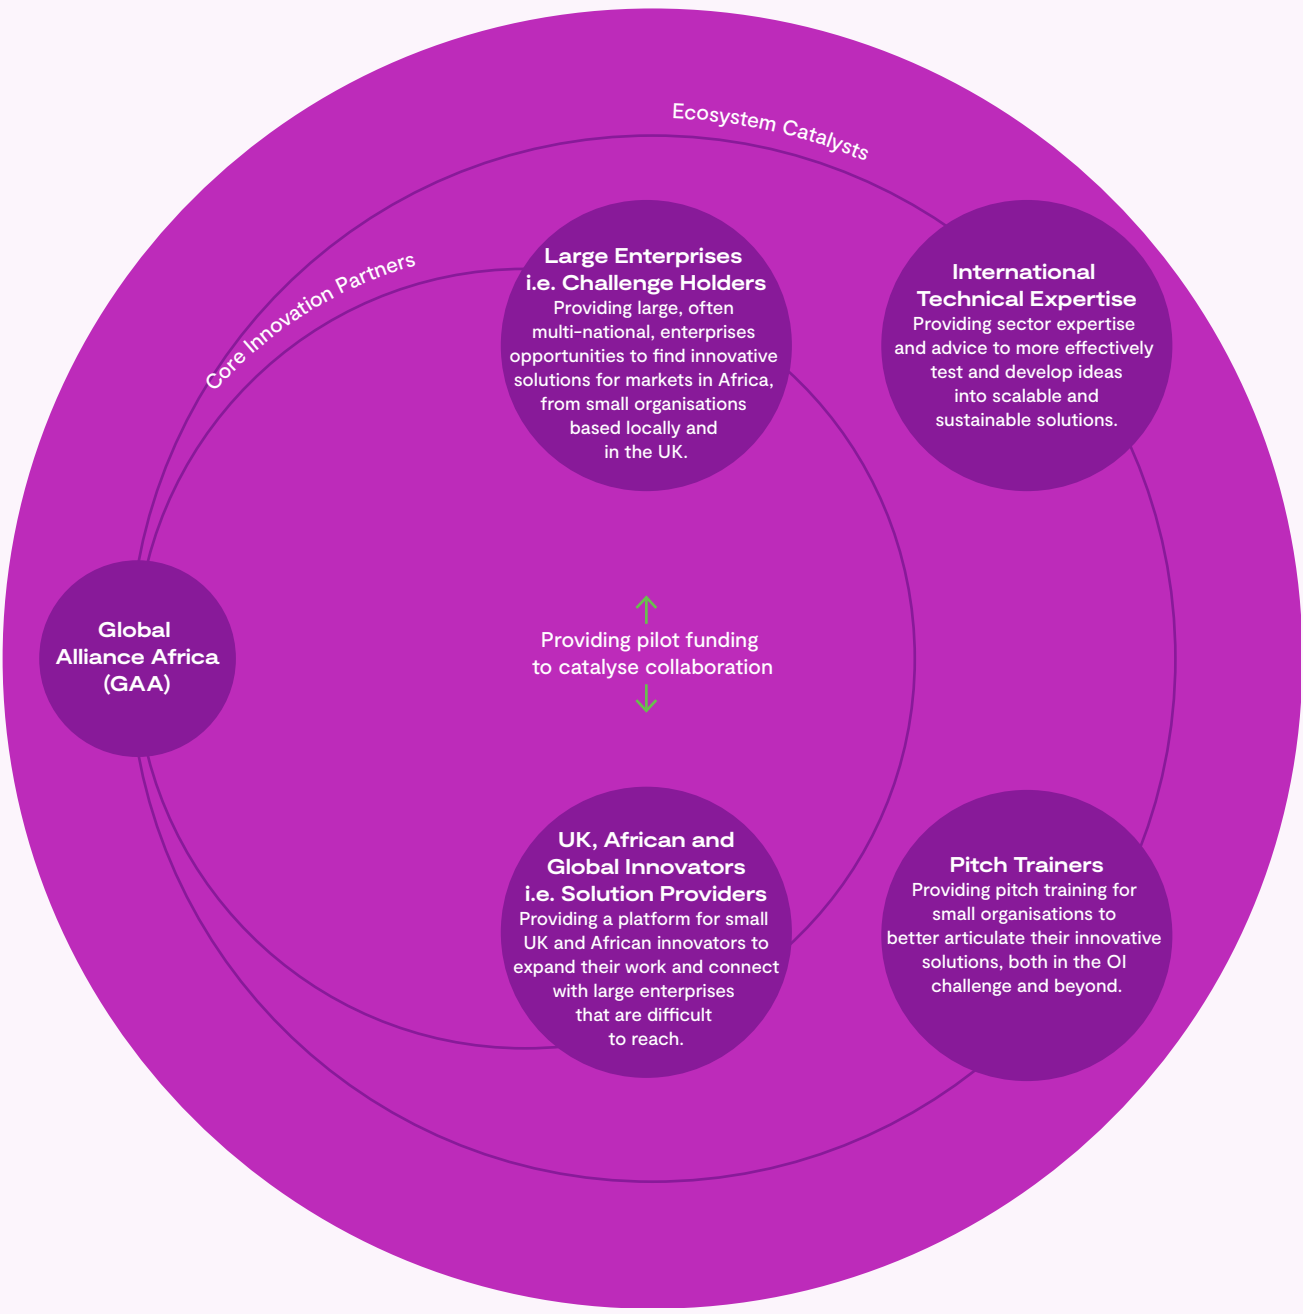 Ecosystem Catalysts
Core Innovation Partners
Large Enterprises
i.e. Challenge Holders
Providing large, often
multi-national, enterprises
opportunities to find innovative
solutions for markets in Africa,
from small organisations
based locally and
in the UK.
International
Technical Expertise
Providing sector expertise
and advice to more effectively
test and develop ideas
into scalable and
sustainable solutions.
Global
Alliance Africa
(GAA)
Providing pilot funding
to catalyse collaboration
UK, African and
Global Innovators
i.e. Solution Providers
Providing a platform for small
UK and African innovators to
expand their work and connect
with large enterprises
that are difficult
to reach.
Pitch Trainers
Providing pitch training for
small organisations to
better articulate their innovative
solutions, both in the OI
challenge and beyond.